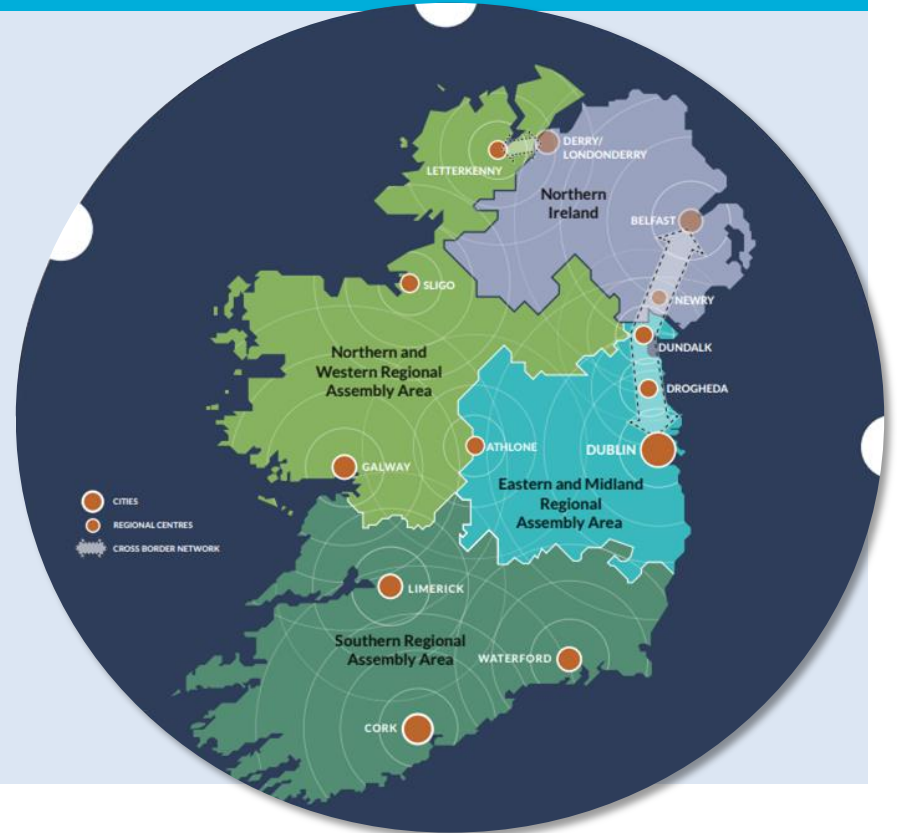 DERRY/
LONDONDERRY
LETTERKENNY
Northern
Ireland
BELFAST
SLIGO
NEWRY
DUNDALK
Northern and
Western Regional
Assembly Area
DROGHEDA
ATHLONE
DUBLIN
GALWAY
Eastern and Midland
Regional
Assembly Area
CITIES
REGIONAL CENTRES
CROSS BORDER NETWORK
LIMERICK
Southern Regional
Assembly Area
WATERFORD
CORK